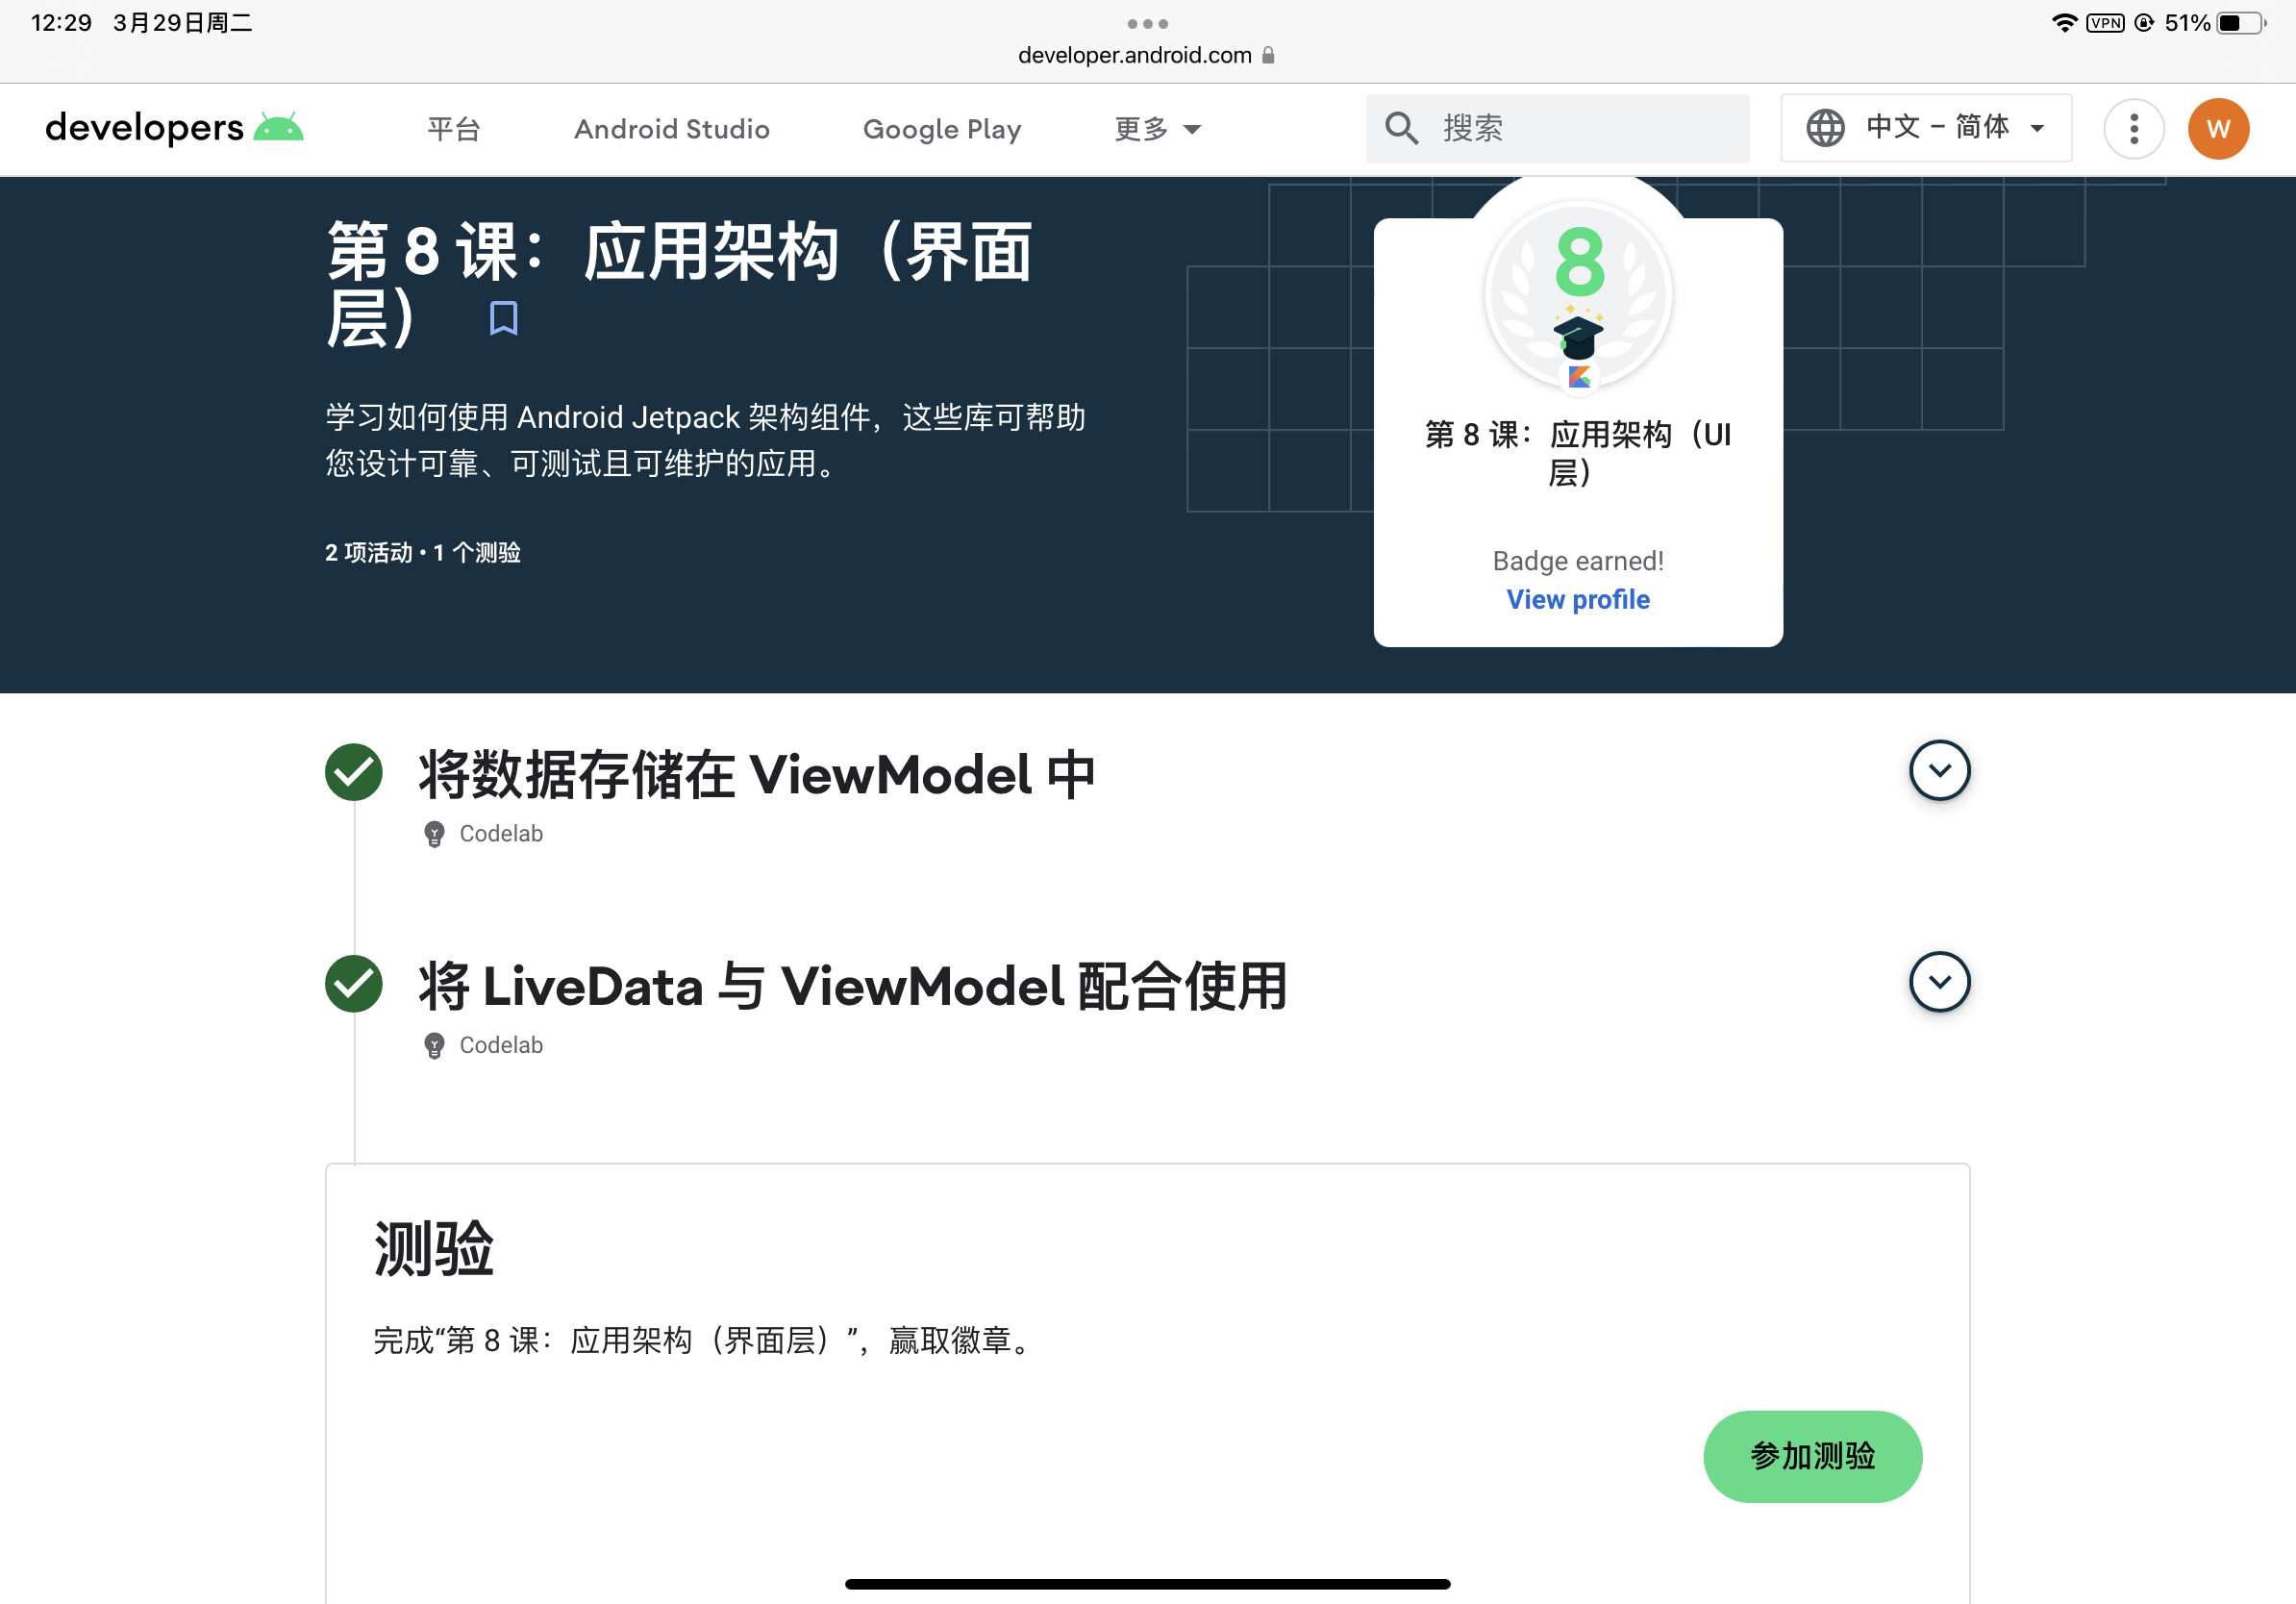 12:29 3月29日周二
VPN 51%
developer.android.com
developers 平台 Android Studio Google Play 更多 搜索 中文 – 简体 W
第 8 课：应用架构（界面
层）
学习如何使用 Android Jetpack 架构组件，这些库可帮助
您设计可靠、可测试且可维护的应用。
2 项活动 • 1 个测验
8
第 8 课：应用架构（UI
层）
Badge earned!
View profile
将数据存储在 ViewModel 中
Codelab
将 LiveData 与 ViewModel 配合使用
Codelab
测验
完成“第 8 课：应用架构（界面层）”，赢取徽章。
参加测验